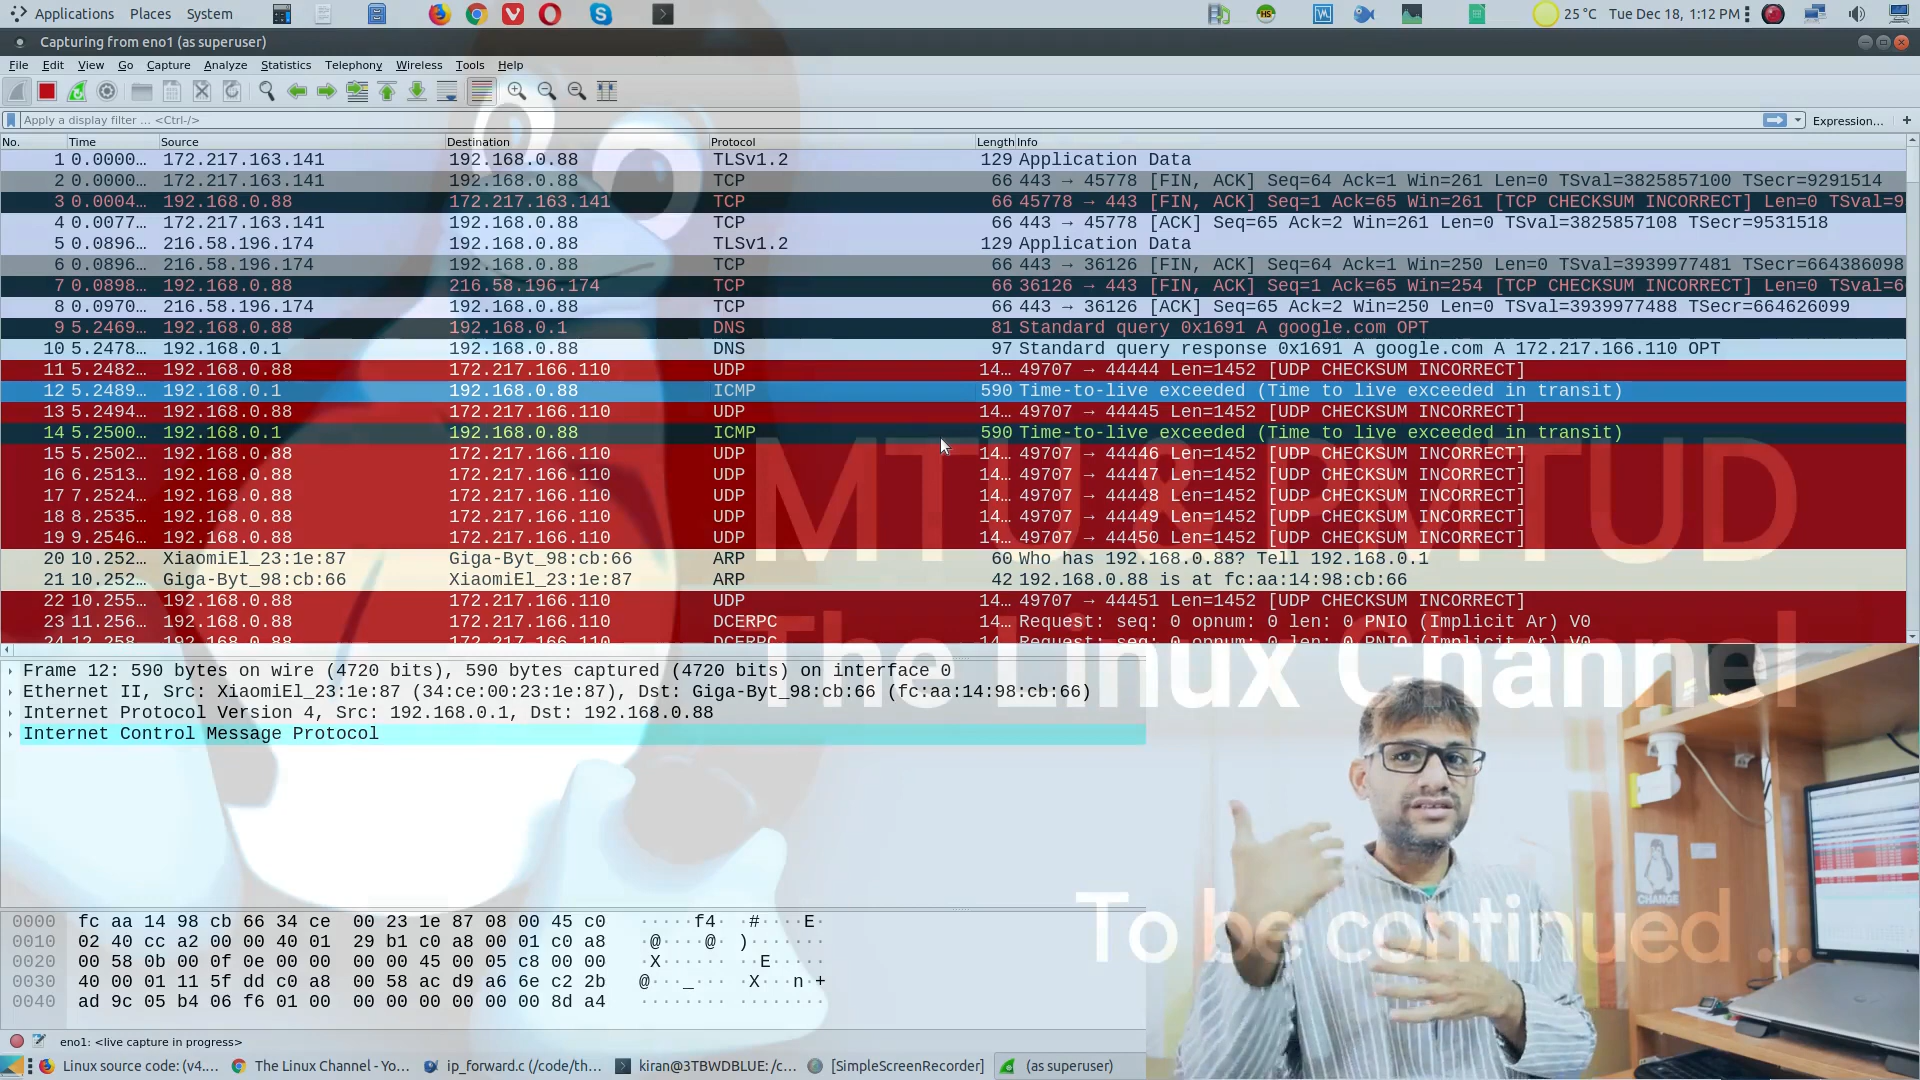 Applications Places System
25 °C Tue Dec 18, 1:12 PM
Capturing from eno1 (as superuser)
File Edit View Go Capture Analyze Statistics Telephony Wireless Tools Help
Apply a display filter ... <Ctrl-/> Expression... +
No. Time Source Destination Protocol Length Info
1 0.0000… 172.217.163.141 192.168.0.88 TLSv1.2 129 Application Data
2 0.0000… 172.217.163.141 192.168.0.88 TCP 66 443 → 45778 [FIN, ACK] Seq=64 Ack=1 Win=261 Len=0 TSval=3825857100 TSecr=9291514
3 0.0004… 192.168.0.88 172.217.163.141 TCP 66 45778 → 443 [FIN, ACK] Seq=1 Ack=65 Win=261 [TCP CHECKSUM INCORRECT] Len=0 TSval=9
4 0.0077… 172.217.163.141 192.168.0.88 TCP 66 443 → 45778 [ACK] Seq=65 Ack=2 Win=261 Len=0 TSval=3825857108 TSecr=9531518
5 0.0896… 216.58.196.174 192.168.0.88 TLSv1.2 129 Application Data
6 0.0896… 216.58.196.174 192.168.0.88 TCP 66 443 → 36126 [FIN, ACK] Seq=64 Ack=1 Win=250 Len=0 TSval=3939977481 TSecr=664386098
7 0.0898… 192.168.0.88 216.58.196.174 TCP 66 36126 → 443 [FIN, ACK] Seq=1 Ack=65 Win=254 [TCP CHECKSUM INCORRECT] Len=0 TSval=6
8 0.0970… 216.58.196.174 192.168.0.88 TCP 66 443 → 36126 [ACK] Seq=65 Ack=2 Win=250 Len=0 TSval=3939977488 TSecr=664626099
9 5.2469… 192.168.0.88 192.168.0.1 DNS 81 Standard query 0x1691 A google.com OPT
10 5.2478… 192.168.0.1 192.168.0.88 DNS 97 Standard query response 0x1691 A google.com A 172.217.166.110 OPT
11 5.2482… 192.168.0.88 172.217.166.110 UDP 14… 49707 → 44444 Len=1452 [UDP CHECKSUM INCORRECT]
12 5.2489… 192.168.0.1 192.168.0.88 ICMP 590 Time-to-live exceeded (Time to live exceeded in transit)
13 5.2494… 192.168.0.88 172.217.166.110 UDP 14… 49707 → 44445 Len=1452 [UDP CHECKSUM INCORRECT]
14 5.2500… 192.168.0.1 192.168.0.88 ICMP 590 Time-to-live exceeded (Time to live exceeded in transit)
15 5.2502… 192.168.0.88 172.217.166.110 UDP 14… 49707 → 44446 Len=1452 [UDP CHECKSUM INCORRECT]
16 6.2513… 192.168.0.88 172.217.166.110 UDP 14… 49707 → 44447 Len=1452 [UDP CHECKSUM INCORRECT]
17 7.2524… 192.168.0.88 172.217.166.110 UDP 14… 49707 → 44448 Len=1452 [UDP CHECKSUM INCORRECT]
18 8.2535… 192.168.0.88 172.217.166.110 UDP 14… 49707 → 44449 Len=1452 [UDP CHECKSUM INCORRECT]
19 9.2546… 192.168.0.88 172.217.166.110 UDP 14… 49707 → 44450 Len=1452 [UDP CHECKSUM INCORRECT]
20 10.252… XiaomiEl_23:1e:87 Giga-Byt_98:cb:66 ARP 60 Who has 192.168.0.88? Tell 192.168.0.1
21 10.252… Giga-Byt_98:cb:66 XiaomiEl_23:1e:87 ARP 42 192.168.0.88 is at fc:aa:14:98:cb:66
22 10.255… 192.168.0.88 172.217.166.110 UDP 14… 49707 → 44451 Len=1452 [UDP CHECKSUM INCORRECT]
23 11.256… 192.168.0.88 172.217.166.110 DCERPC 14… Request: seq: 0 opnum: 0 len: 0 PNIO (Implicit Ar) V0
24 12.258… 192.168.0.88 172.217.166.110 DCERPC 14… Request: seq: 0 opnum: 0 len: 0 PNIO (Implicit Ar) V0
MTU & PMTUD
The Linux Channel
Frame 12: 590 bytes on wire (4720 bits), 590 bytes captured (4720 bits) on interface 0
Ethernet II, Src: XiaomiEl_23:1e:87 (34:ce:00:23:1e:87), Dst: Giga-Byt_98:cb:66 (fc:aa:14:98:cb:66)
Internet Protocol Version 4, Src: 192.168.0.1, Dst: 192.168.0.88
Internet Control Message Protocol
CHANGE
To be continued ...
0000 fc aa 14 98 cb 66 34 ce 00 23 1e 87 08 00 45 c0 ·····f4· ·#····E·
0010 02 40 cc a2 00 00 40 01 29 b1 c0 a8 00 01 c0 a8 ·@····@· )·······
0020 00 58 0b 00 0f 0e 00 00 00 00 45 00 05 c8 00 00 ·X······ ··E·····
0030 40 00 01 11 5f dd c0 a8 00 58 ac d9 a6 6e c2 2b @···_··· ·X···n·+
0040 ad 9c 05 b4 06 f6 01 00 00 00 00 00 00 00 8d a4 ········ ········
eno1: <live capture in progress>
Linux source code: (v4.... The Linux Channel - Yo... ip_forward.c (/code/th... kiran@3TBWDBLUE: /c... [SimpleScreenRecorder] (as superuser)